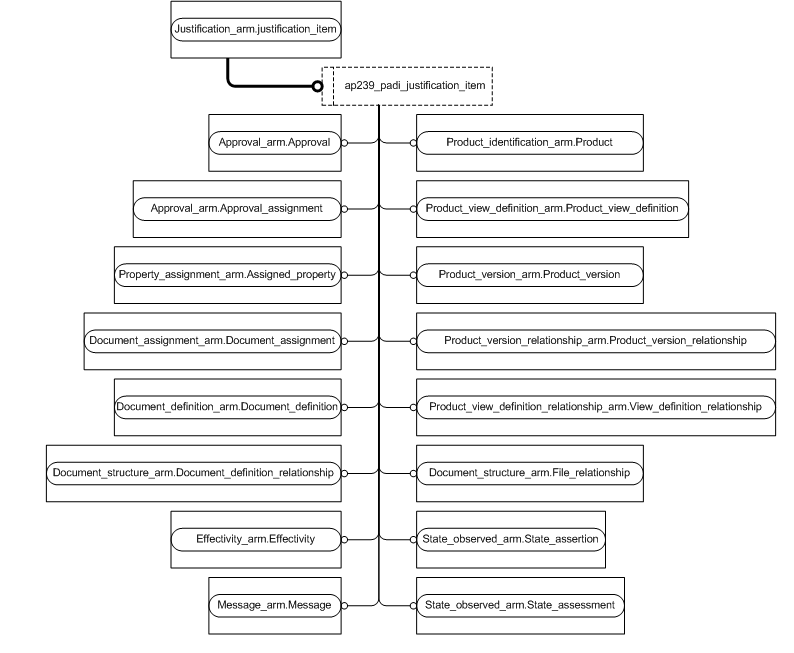 Justification_arm.justification_item
ap239_padi_justification_item
Approval_arm.Approval
Product_identification_arm.Product
Approval_arm.Approval_assignment
Product_view_definition_arm.Product_view_definition
Property_assignment_arm.Assigned_property
Product_version_arm.Product_version
Document_assignment_arm.Document_assignment
Product_version_relationship_arm.Product_version_relationship
Document_definition_arm.Document_definition
Product_view_definition_relationship_arm.View_definition_relationship
Document_structure_arm.Document_definition_relationship
Document_structure_arm.File_relationship
Effectivity_arm.Effectivity
State_observed_arm.State_assertion
Message_arm.Message
State_observed_arm.State_assessment